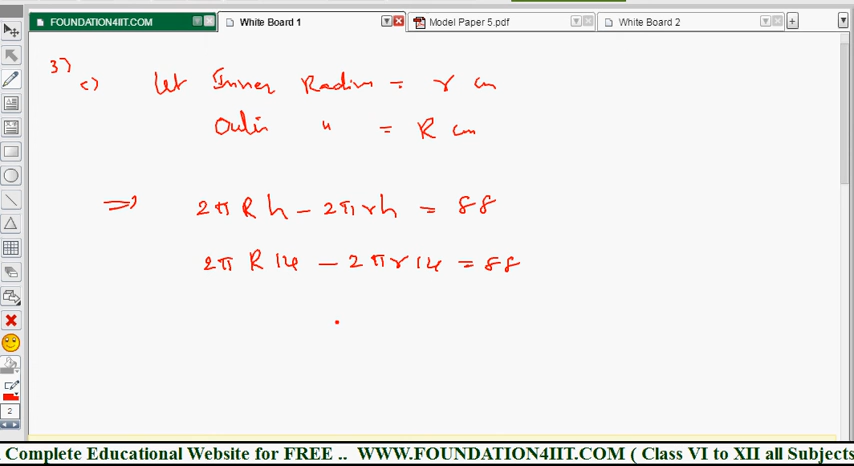 FOUNDATION4IIT.COM White Board 1 Model Paper 5.pdf White Board 2
3)
c) Let Inner Radius = r cm
Outer " = R cm
=> 2πRh - 2πrh = 88
2πR14 - 2πr14 = 88
2
Complete Educational Website for FREE .. WWW.FOUNDATION4IIT.COM ( Class VI to XII all Subjects